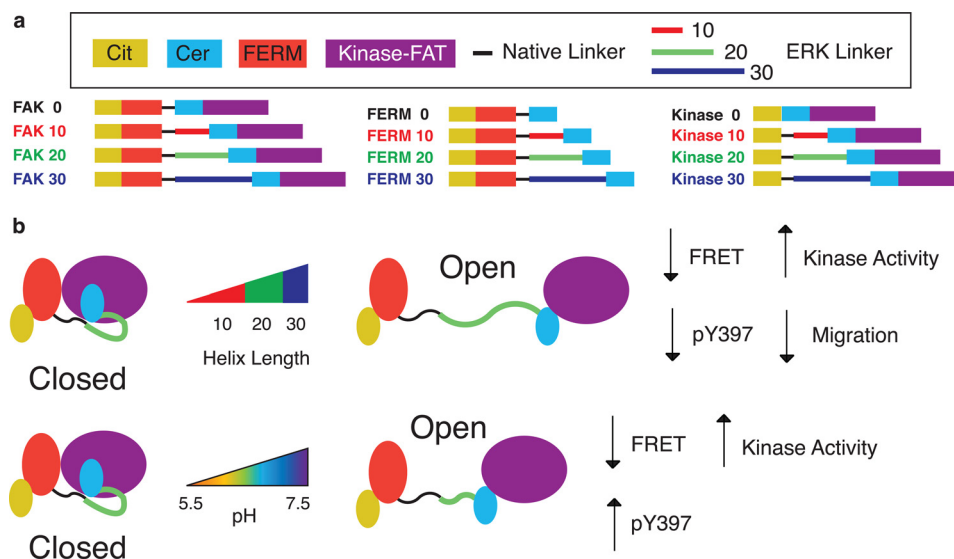 a
Cit Cer FERM Kinase-FAT Native Linker 10 20 30 ERK Linker
FAK 0 FERM 0 Kinase 0
FAK 10 FERM 10 Kinase 10
FAK 20 FERM 20 Kinase 20
FAK 30 FERM 30 Kinase 30
b
Open
FRET Kinase Activity
10 20 30
Helix Length
pY397 Migration
Closed
Open
FRET Kinase Activity
5.5 7.5
pH
pY397
Closed